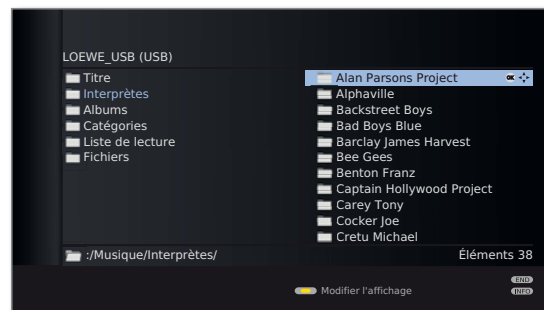 LOEWE_USB (USB)
Titre
Interprètes
Albums
Catégories
Liste de lecture
Fichiers
Alan Parsons Project OK
Alphaville
Backstreet Boys
Bad Boys Blue
Barclay James Harvest
Bee Gees
Benton Franz
Captain Hollywood Project
Carey Tony
Cocker Joe
Cretu Michael
:/Musique/Interprètes/ Éléments 38
END
Modifier l'affichage INFO